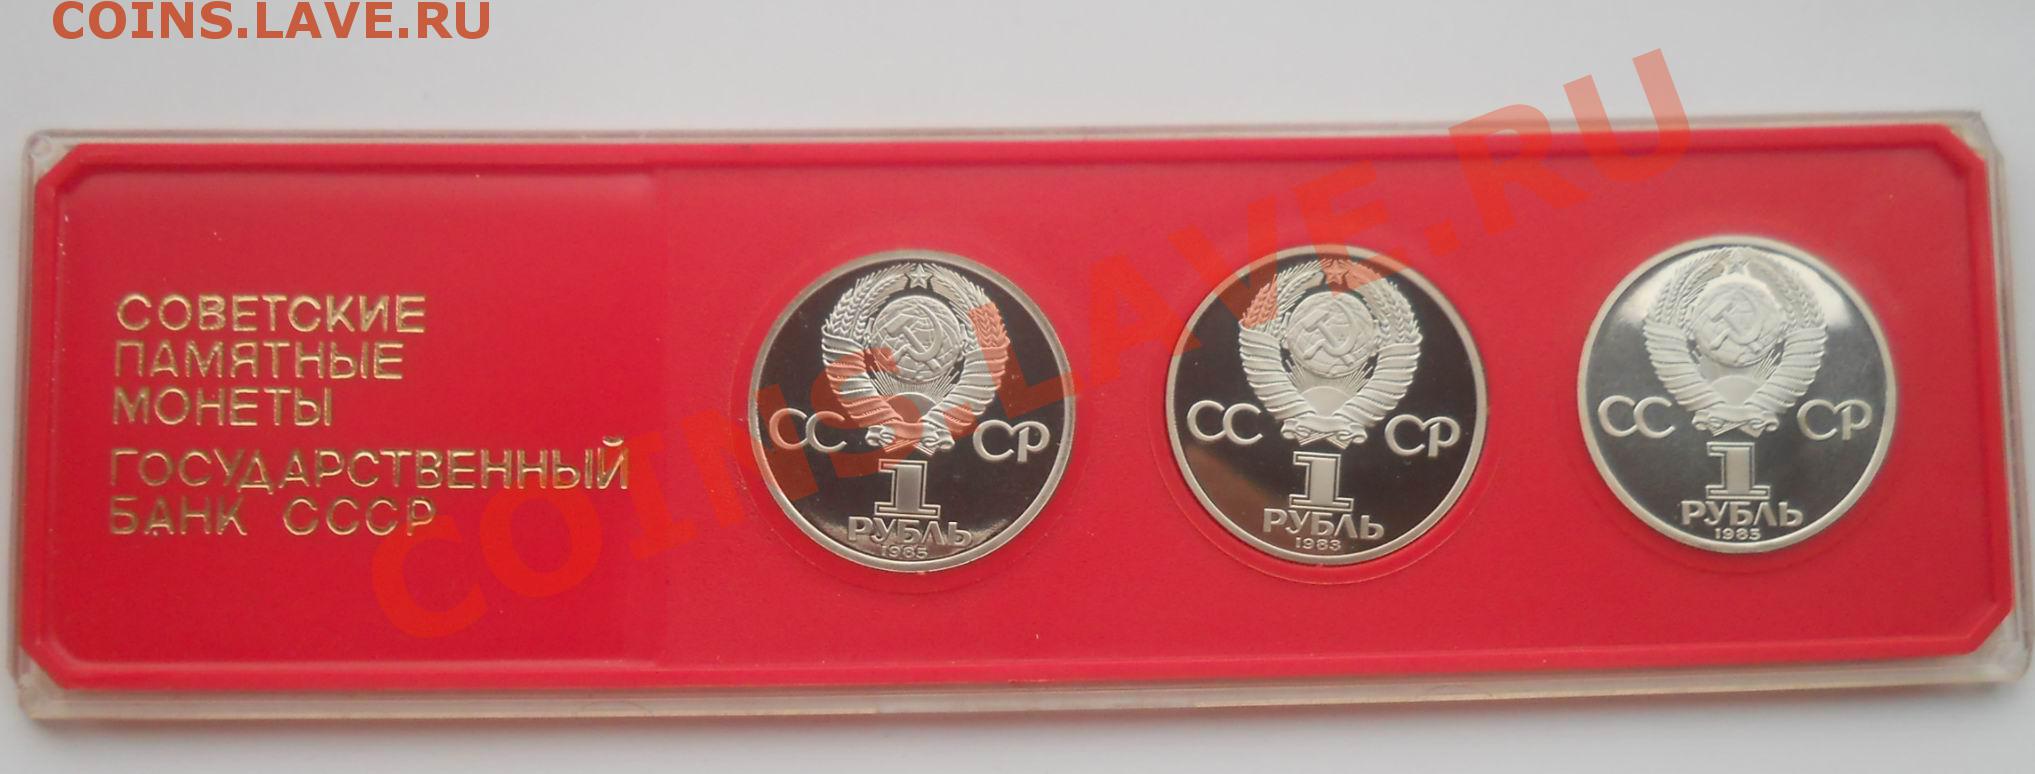 COINS.LAVE.RU
СОВЕТСКИЕ
ПАМЯТНЫЕ
МОНЕТЫ
ГОСУДАРСТВЕННЫЙ
БАНК СССР
СС СР
1
РУБЛЬ
1985
СС СР
1
РУБЛЬ
1983
СС СР
1
РУБЛЬ
1985
COINS.LAVE.RU